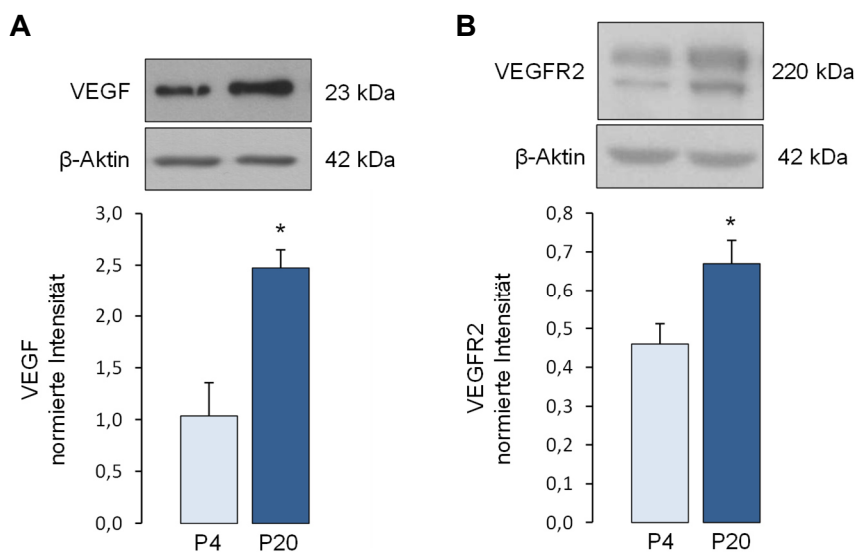 A
VEGF
23 kDa
β-Aktin
42 kDa
3,0
2,5
2,0
1,5
1,0
0,5
0,0
VEGF
normierte Intensität
*
P4
P20
B
VEGFR2
220 kDa
β-Aktin
42 kDa
0,8
0,7
0,6
0,5
0,4
0,3
0,2
0,1
0,0
VEGFR2
normierte Intensität
*
P4
P20